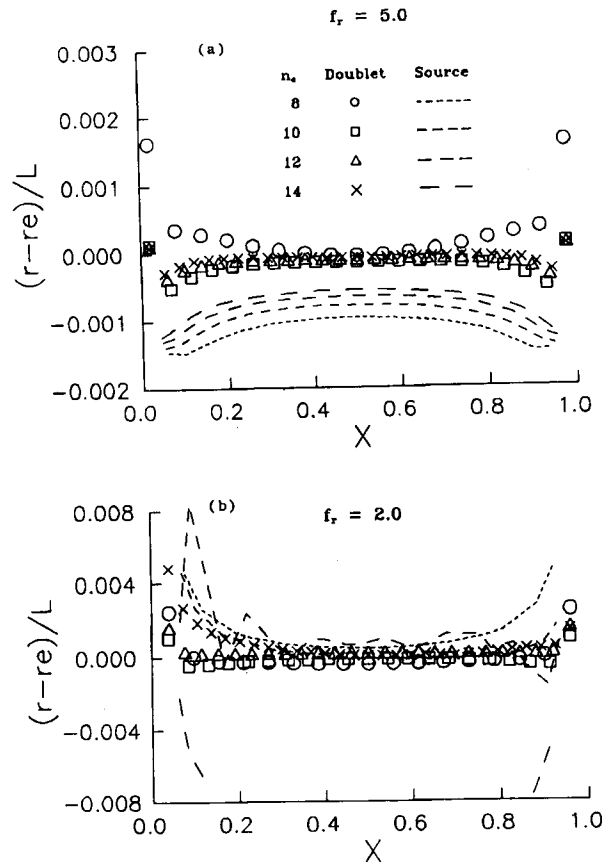 f_r = 5.0
(a)
n_e Doublet Source
8
10
12
14
0.003
0.002
0.001
0.000
−0.001
−0.002
(r−re)/L
0.0 0.2 0.4 0.6 0.8 1.0
X
(b)
f_r = 2.0
0.008
0.004
0.000
−0.004
−0.008
(r−re)/L
0.0 0.2 0.4 0.6 0.8 1.0
X